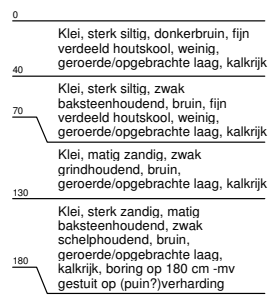 0
Klei, sterk siltig, donkerbruin, fijn
verdeeld houtskool, weinig,
geroerde/opgebrachte laag, kalkrijk
40
Klei, sterk siltig, zwak
baksteenhoudend, bruin, fijn
70
verdeeld houtskool, weinig,
geroerde/opgebrachte laag, kalkrijk
Klei, matig zandig, zwak
grindhoudend, bruin,
geroerde/opgebrachte laag, kalkrijk
130
Klei, sterk zandig, matig
baksteenhoudend, zwak
schelphoudend, bruin,
geroerde/opgebrachte laag,
180
kalkrijk, boring op 180 cm -mv
gestuit op (puin?)verharding